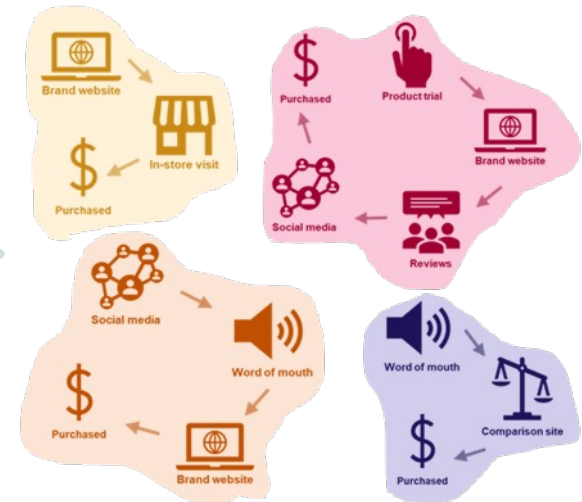 Brand website
In-store visit
Purchased
Product trial
Brand website
Reviews
Social media
Purchased
Social media
Word of mouth
Brand website
Purchased
Word of mouth
Comparison site
Purchased